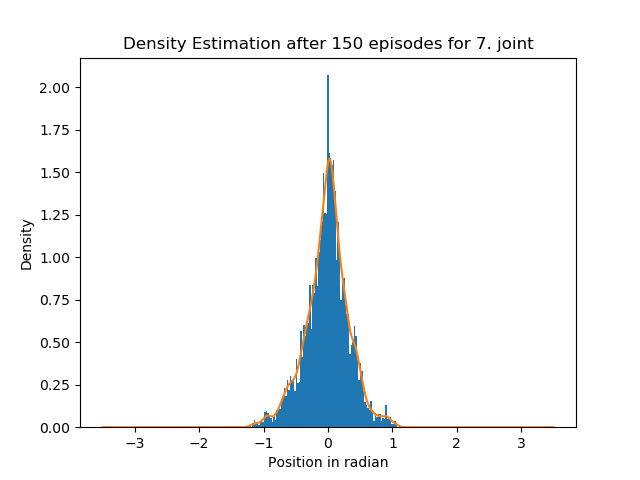 Density Estimation after 150 episodes for 7. joint
2.00
1.75
1.50
1.25
1.00
0.75
0.50
0.25
0.00
Density
−3 −2 −1 0 1 2 3
Position in radian